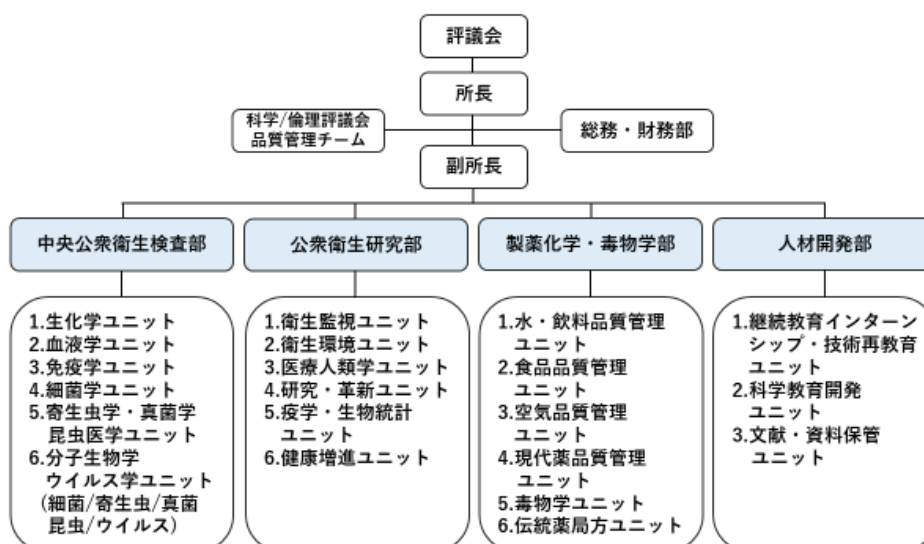 評議会
所長
科学/倫理評議会
品質管理チーム
総務・財務部
副所長
中央公衆衛生検査部
1.生化学ユニット
2.血液学ユニット
3.免疫学ユニット
4.細菌学ユニット
5.寄生虫学・真菌学
昆虫医学ユニット
6.分子生物学
ウイルス学ユニット
(細菌/寄生虫/真菌
昆虫/ウイルス)
公衆衛生研究部
1.衛生監視ユニット
2.衛生環境ユニット
3.医療人類学ユニット
4.研究・革新ユニット
5.疫学・生物統計
ユニット
6.健康増進ユニット
製薬化学・毒物学部
1.水・飲料品質管理
ユニット
2.食品品質管理
ユニット
3.空気品質管理
ユニット
4.現代薬品質管理
ユニット
5.毒物学ユニット
6.伝統薬局方ユニット
人材開発部
1.継続教育インターン
シップ・技術再教育
ユニット
2.科学教育開発
ユニット
3.文献・資料保管
ユニット